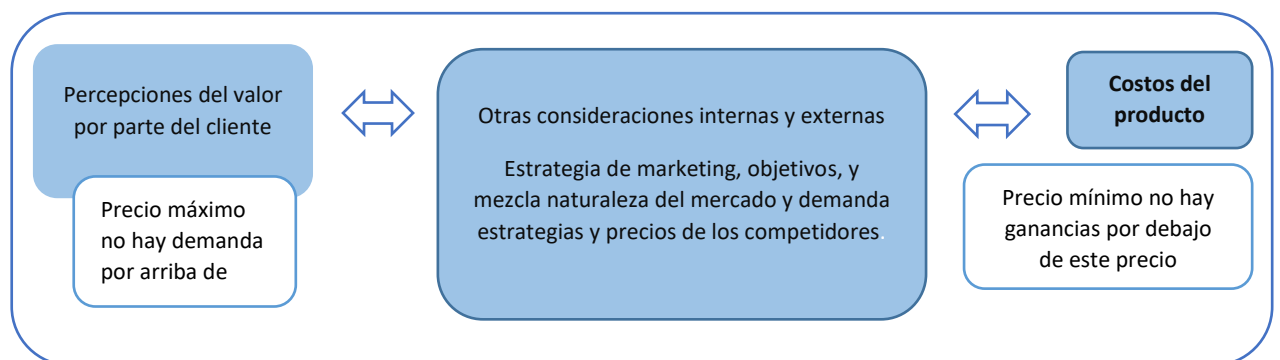 Percepciones del valor
por parte del cliente
Precio máximo
no hay demanda
por arriba de
Otras consideraciones internas y externas
Estrategia de marketing, objetivos, y
mezcla naturaleza del mercado y demanda
estrategias y precios de los competidores.
Costos del
producto
Precio mínimo no hay
ganancias por debajo
de este precio